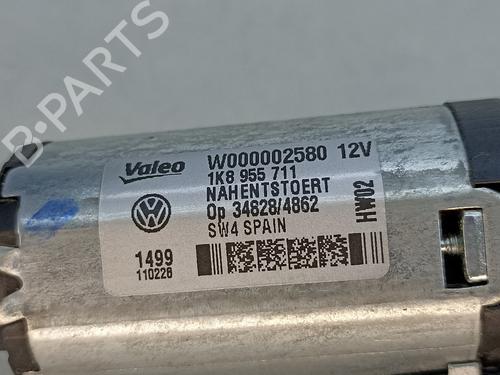 B-PARTS
Valeo W000002580 12V
1K8 955 711
NAHENTSTOERT
Op 34628/4862
SW4 SPAIN
HW02
1499
110228